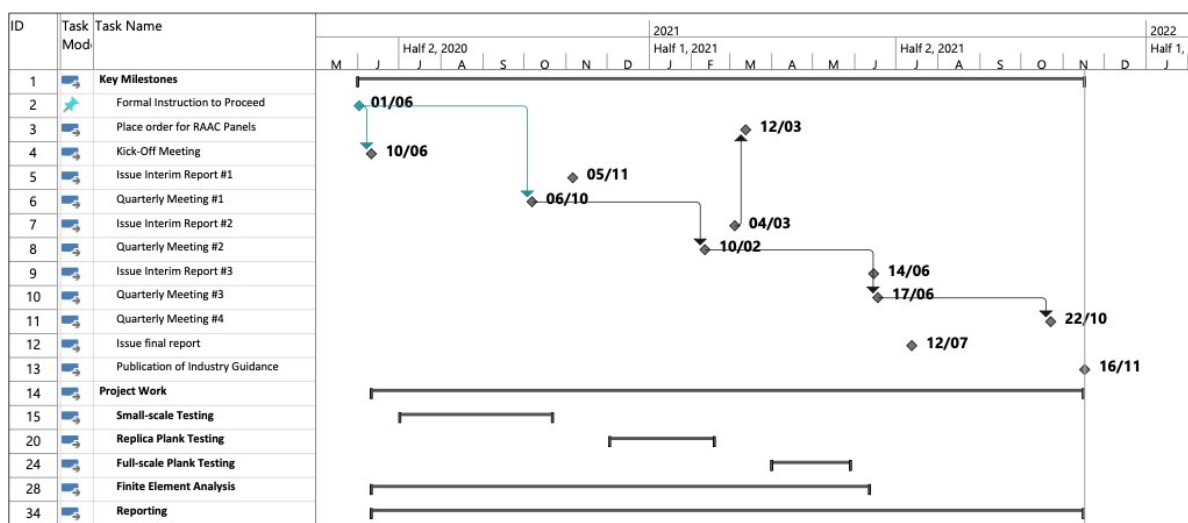 ID Task Mode Task Name
2021 2022
Half 2, 2020 Half 1, 2021 Half 2, 2021 Half 1,
M J J A S O N D J F M A M J J A S O N D J
1 Key Milestones
2 Formal Instruction to Proceed 01/06
3 Place order for RAAC Panels 12/03
4 Kick-Off Meeting 10/06
5 Issue Interim Report #1 05/11
6 Quarterly Meeting #1 06/10
7 Issue Interim Report #2 04/03
8 Quarterly Meeting #2 10/02
9 Issue Interim Report #3 14/06
10 Quarterly Meeting #3 17/06
11 Quarterly Meeting #4 22/10
12 Issue final report 12/07
13 Publication of Industry Guidance 16/11
14 Project Work
15 Small-scale Testing
20 Replica Plank Testing
24 Full-scale Plank Testing
28 Finite Element Analysis
34 Reporting